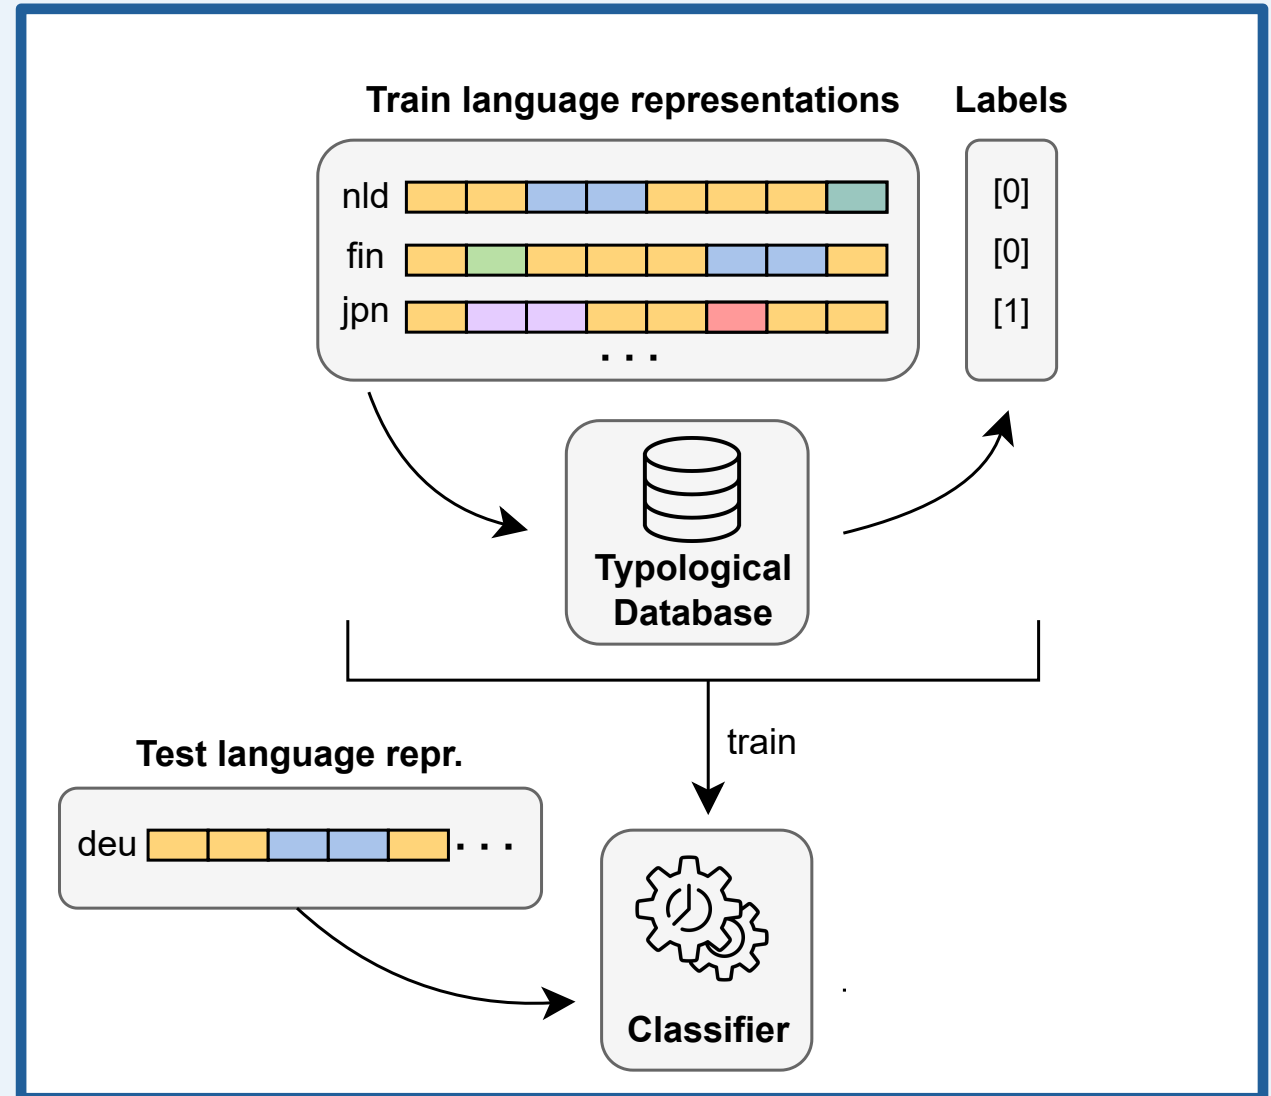 Train language representations
Labels
nld
[0]
fin
[0]
jpn
[1]
. . .
Typological
Database
train
Test language repr.
deu
. . .
Classifier
.